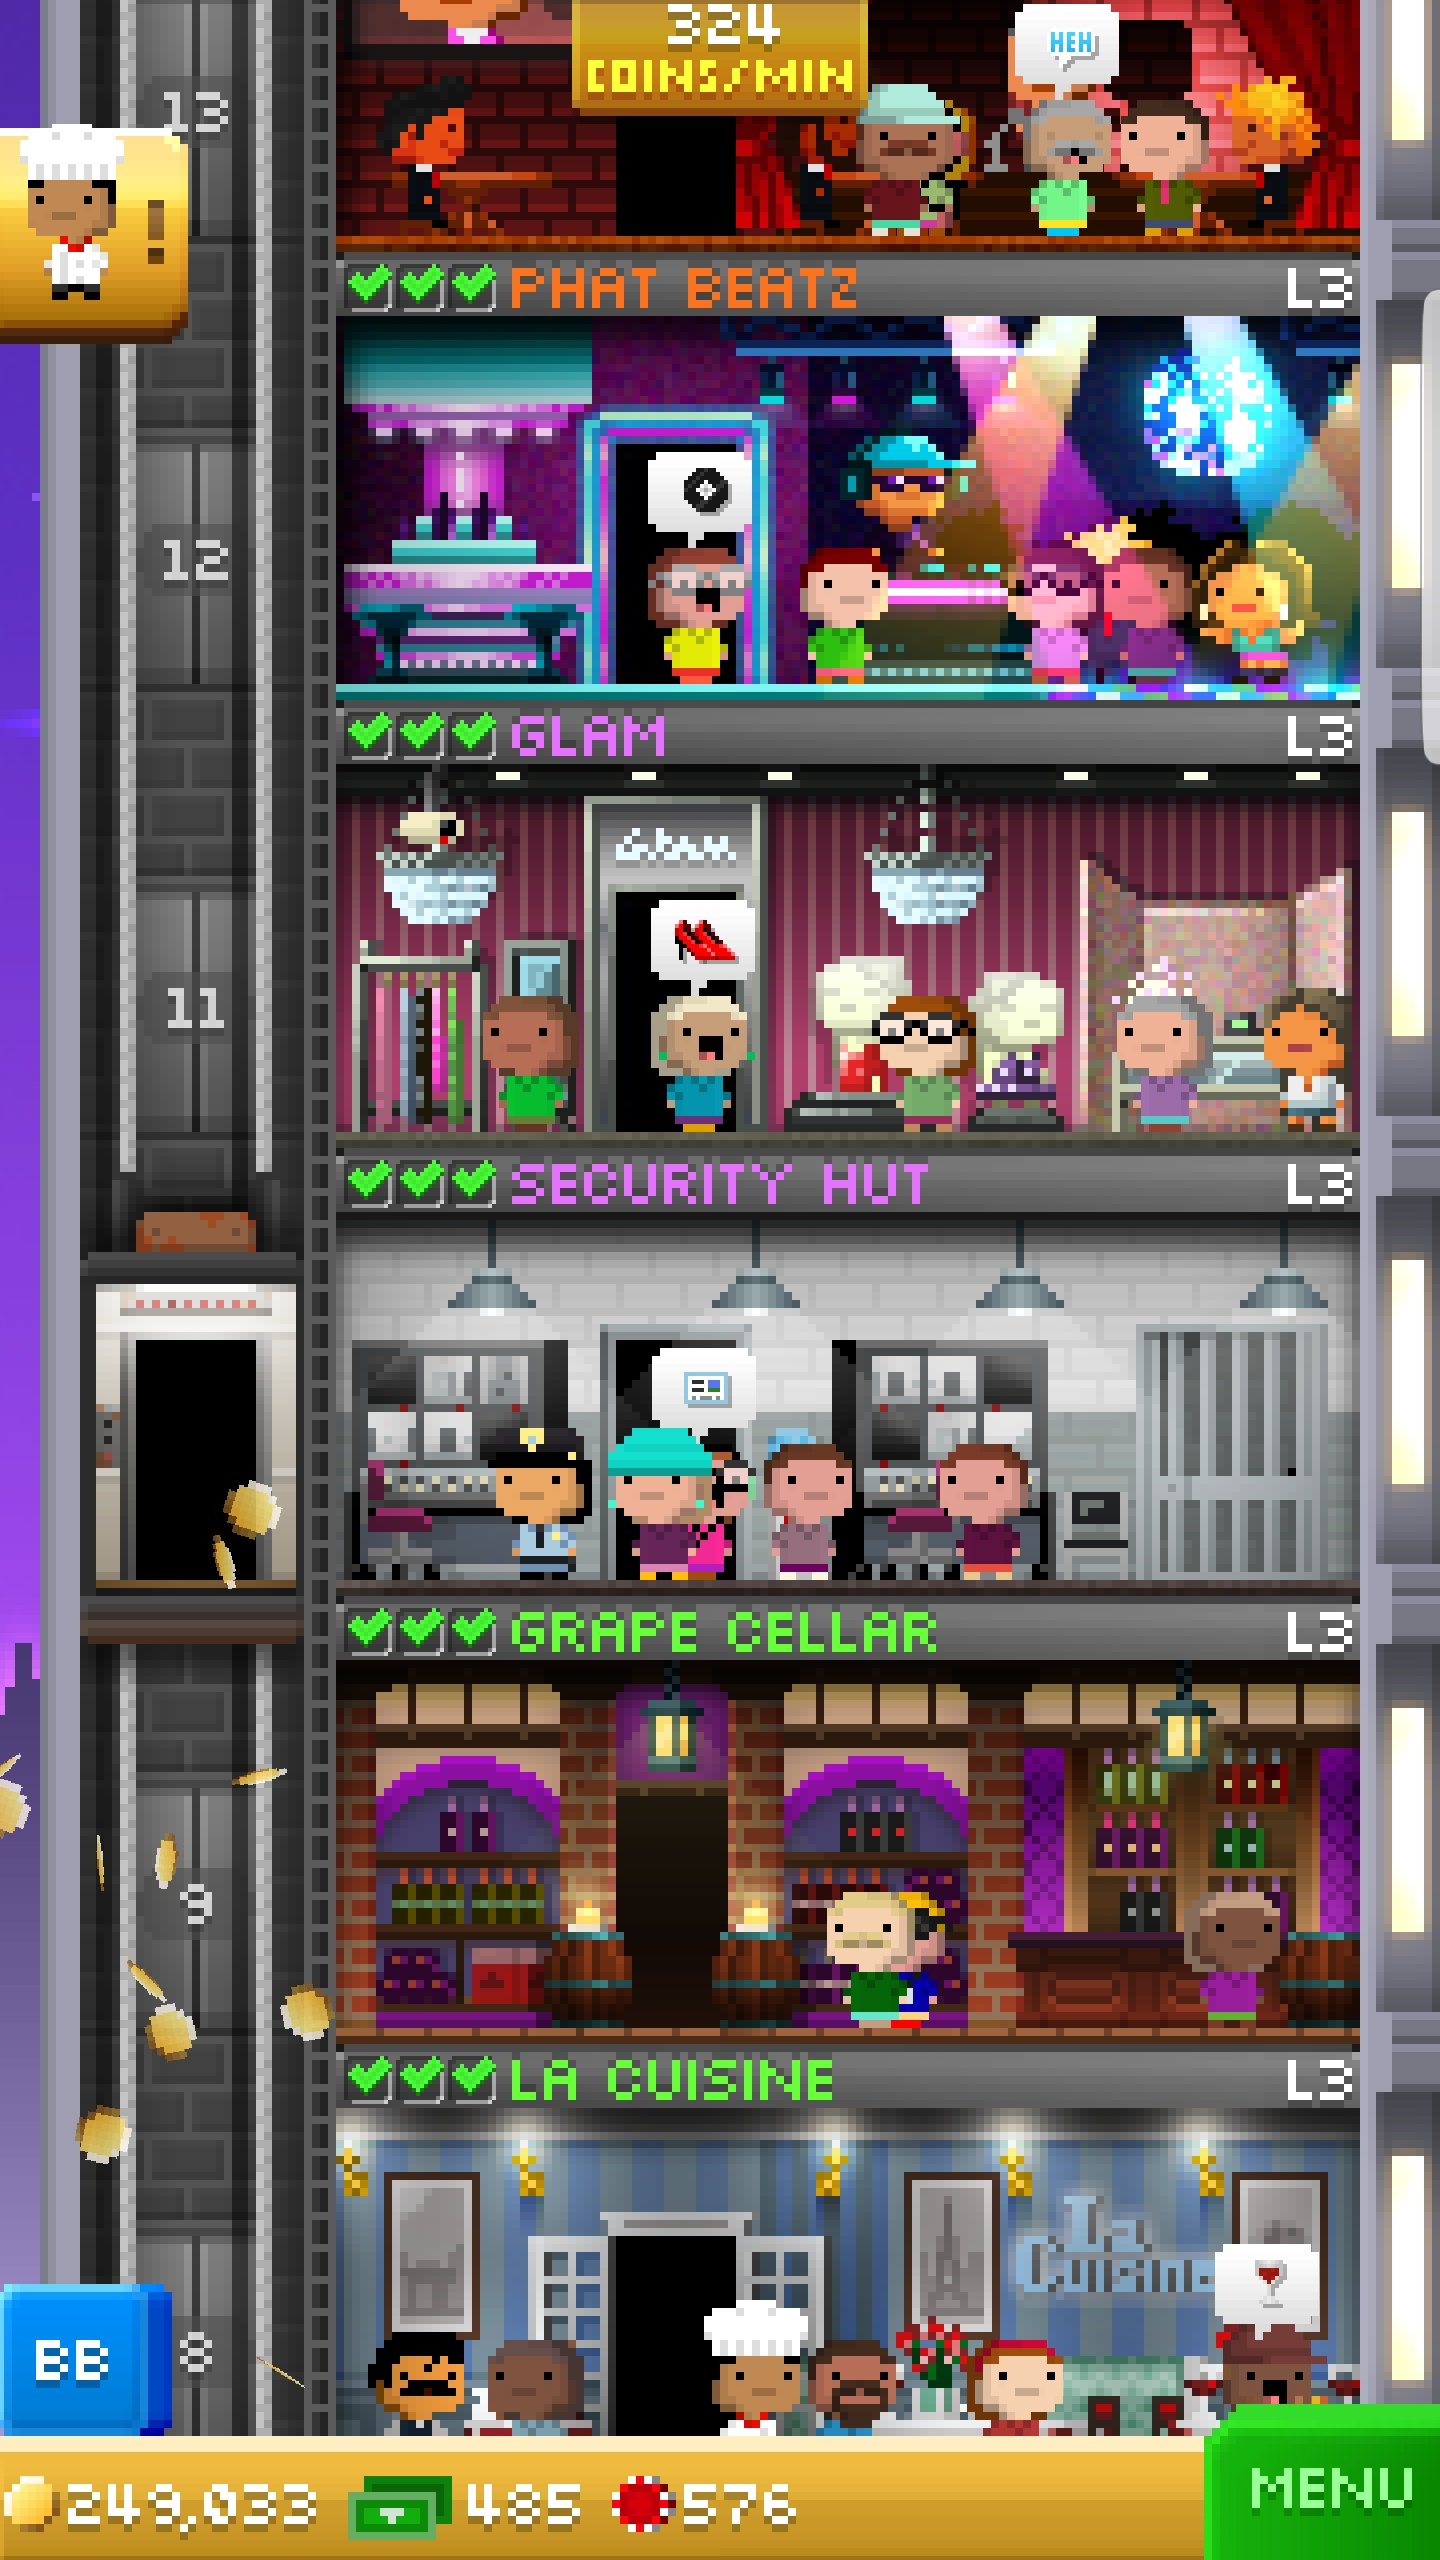 324
COINS/MIN
HEH
13
!
PHAT BEATZ
L3
12
GLAM
L3
Glam
11
SECURITY HUT
L3
GRAPE CELLAR
L3
9
LA CUISINE
L3
La
Cuisine
BB
8
249,033
485
576
MENU